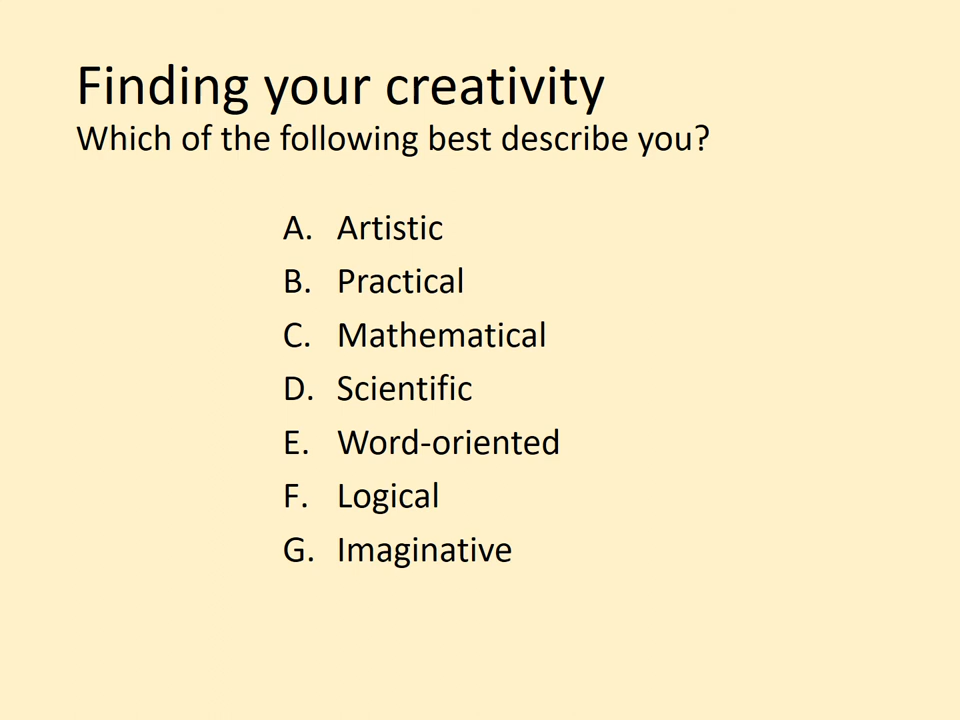 Finding your creativity
Which of the following best describe you?
A. Artistic
B. Practical
C. Mathematical
D. Scientific
E. Word-oriented
F. Logical
G. Imaginative